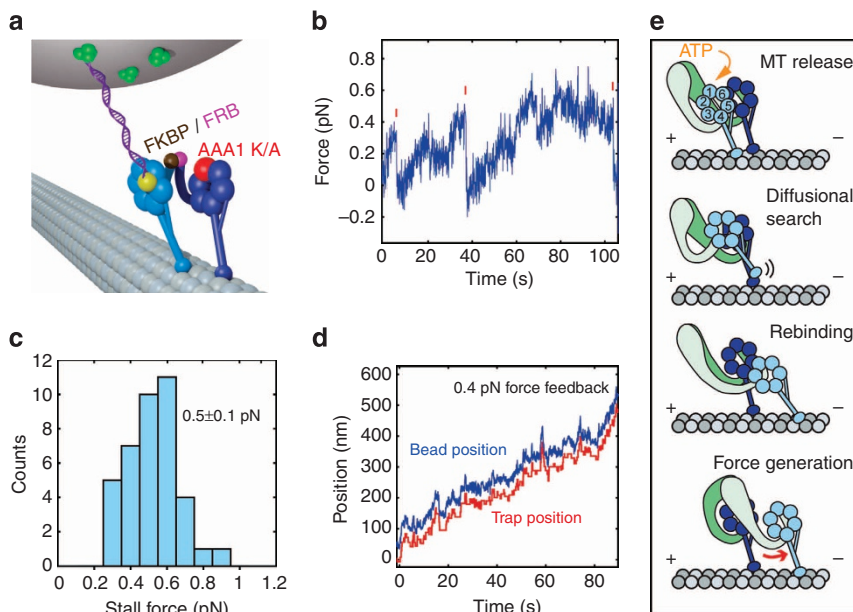 a
FKBP / FRB
AAA1 K/A
b
Force (pN)
0.8
0.6
0.4
0.2
0
−0.2
0 20 40 60 80 100
Time (s)
c
Counts
12
10
8
6
4
2
0
0.5±0.1 pN
0 0.2 0.4 0.6 0.8 1.0 1.2
Stall force (pN)
d
Position (nm)
600
500
400
300
200
100
0
0.4 pN force feedback
Bead position
Trap position
0 20 40 60 80
Time (s)
e
ATP
MT release
1
2
3
4
5
6
+ −
Diffusional
search
+ −
Rebinding
+ −
Force generation
+ −